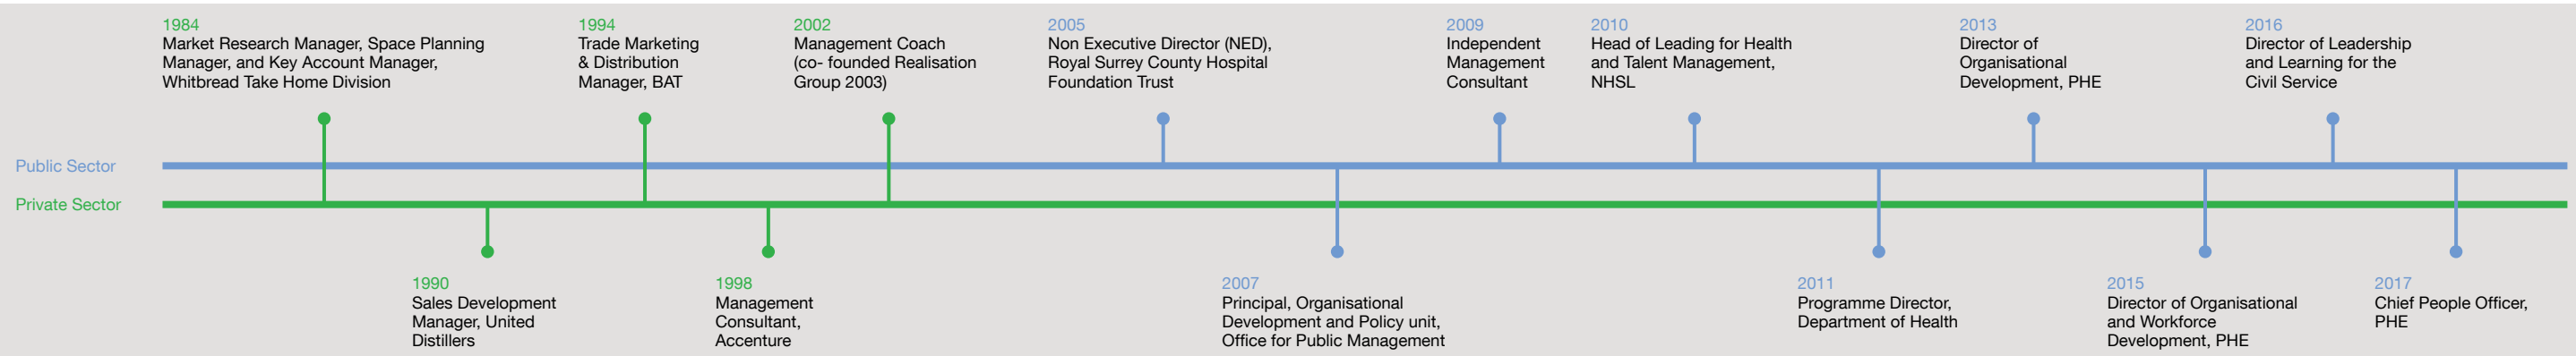 1984
Market Research Manager, Space Planning
Manager, and Key Account Manager,
Whitbread Take Home Division
1994
Trade Marketing
& Distribution
Manager, BAT
2002
Management Coach
(co- founded Realisation
Group 2003)
2005
Non Executive Director (NED),
Royal Surrey County Hospital
Foundation Trust
2009
Independent
Management
Consultant
2010
Head of Leading for Health
and Talent Management,
NHSL
2013
Director of
Organisational
Development, PHE
2016
Director of Leadership
and Learning for the
Civil Service
Public Sector
Private Sector
1990
Sales Development
Manager, United
Distillers
1998
Management
Consultant,
Accenture
2007
Principal, Organisational
Development and Policy unit,
Office for Public Management
2011
Programme Director,
Department of Health
2015
Director of Organisational
and Workforce
Development, PHE
2017
Chief People Officer,
PHE